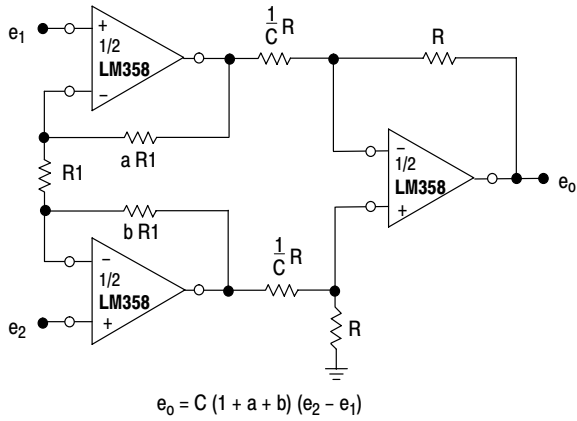 e1
+
1/2
LM358
−
1/C R
R
a R1
R1
b R1
−
1/2
LM358
+
eo
−
1/2
LM358
+
e2
1/C R
R
eo = C (1 + a + b) (e2 − e1)